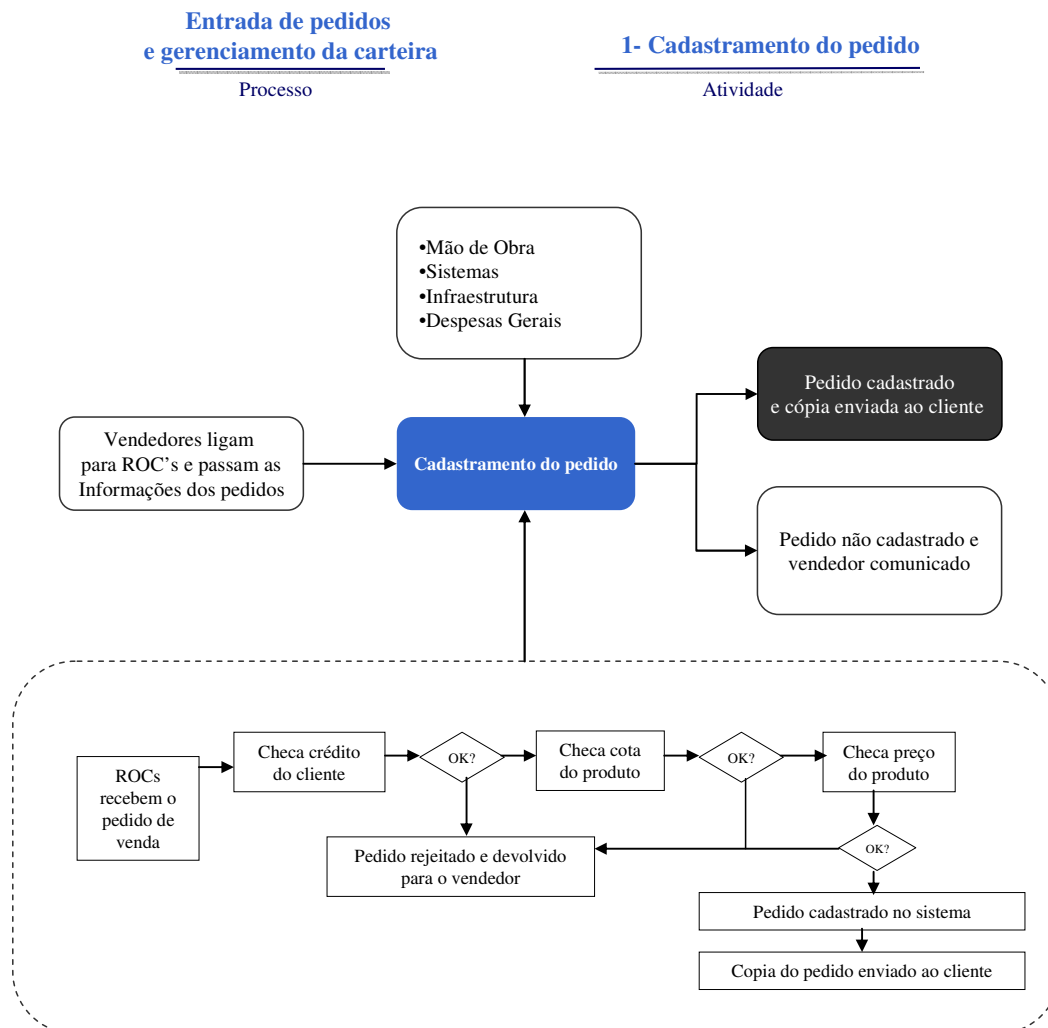 Entrada de pedidos
e gerenciamento da carteira
Processo
1- Cadastramento do pedido
Atividade
•Mão de Obra
•Sistemas
•Infraestrutura
•Despesas Gerais
Vendedores ligam
para ROC's e passam as
Informações dos pedidos
Cadastramento do pedido
Pedido cadastrado
e cópia enviada ao cliente
Pedido não cadastrado e
vendedor comunicado
ROCs
recebem o
pedido de
venda
Checa crédito
do cliente
OK?
Checa cota
do produto
OK?
Checa preço
do produto
OK?
Pedido rejeitado e devolvido
para o vendedor
Pedido cadastrado no sistema
Copia do pedido enviado ao cliente